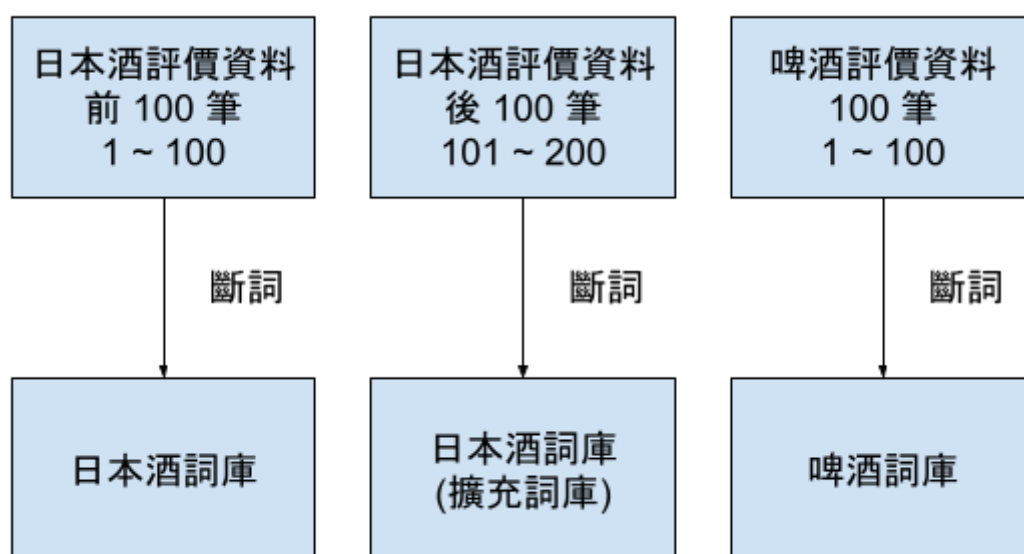 日本酒評價資料
前 100 筆
1 ~ 100
日本酒評價資料
後 100 筆
101 ~ 200
啤酒評價資料
100 筆
1 ~ 100
斷詞
斷詞
斷詞
日本酒詞庫
日本酒詞庫
(擴充詞庫)
啤酒詞庫